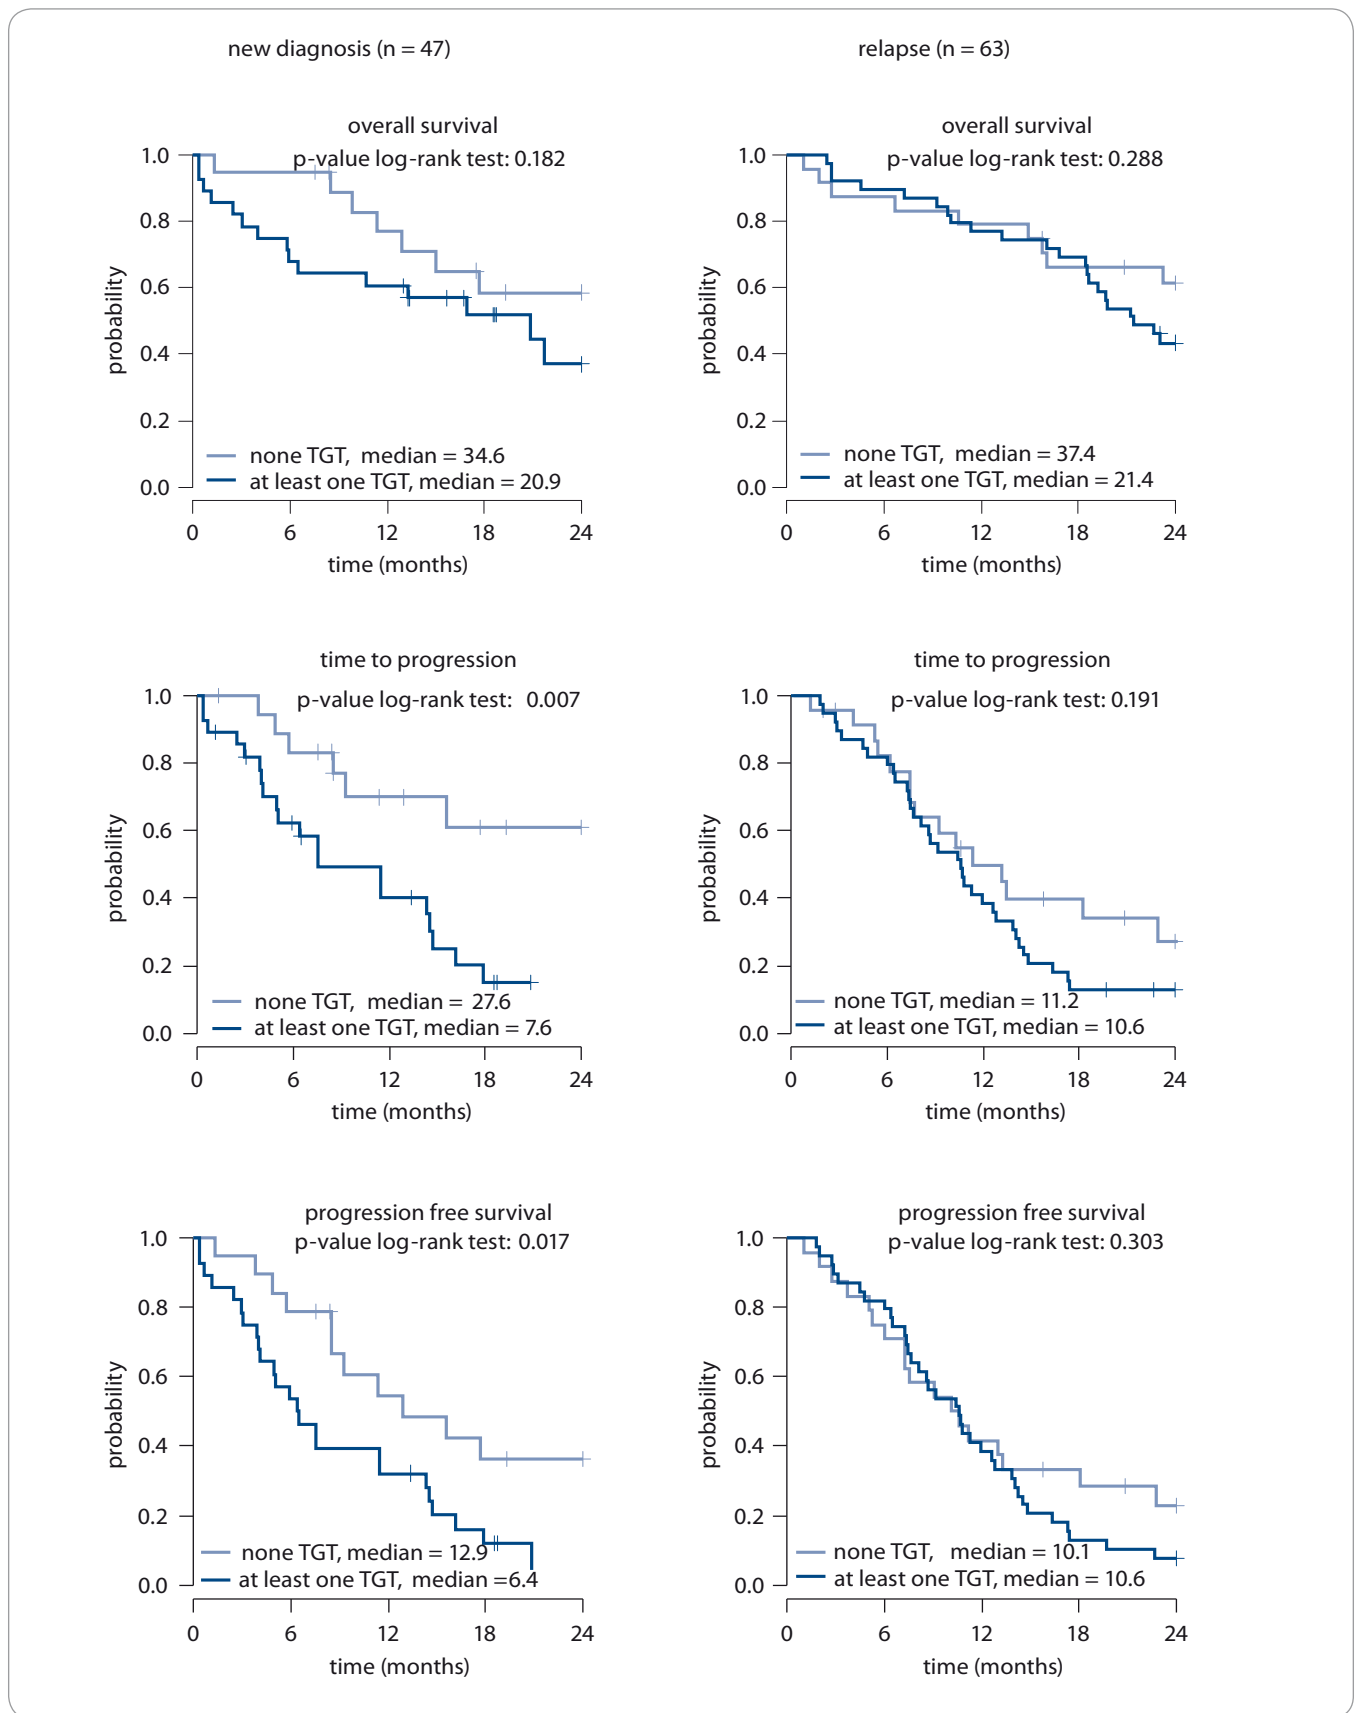 new diagnosis (n = 47)
relapse (n = 63)
overall survival
p-value log-rank test: 0.182
1.0
0.8
0.6
0.4
0.2
0.0
probability
none TGT, median = 34.6
at least one TGT, median = 20.9
0 6 12 18 24
time (months)
overall survival
p-value log-rank test: 0.288
1.0
0.8
0.6
0.4
0.2
0.0
probability
none TGT, median = 37.4
at least one TGT, median = 21.4
0 6 12 18 24
time (months)
time to progression
p-value log-rank test: 0.007
1.0
0.8
0.6
0.4
0.2
0.0
probability
none TGT, median = 27.6
at least one TGT, median = 7.6
0 6 12 18 24
time (months)
time to progression
p-value log-rank test: 0.191
1.0
0.8
0.6
0.4
0.2
0.0
probability
none TGT, median = 11.2
at least one TGT, median = 10.6
0 6 12 18 24
time (months)
progression free survival
p-value log-rank test: 0.017
1.0
0.8
0.6
0.4
0.2
0.0
probability
none TGT, median = 12.9
at least one TGT, median =6.4
0 6 12 18 24
time (months)
progression free survival
p-value log-rank test: 0.303
1.0
0.8
0.6
0.4
0.2
0.0
probability
none TGT, median = 10.1
at least one TGT, median = 10.6
0 6 12 18 24
time (months)